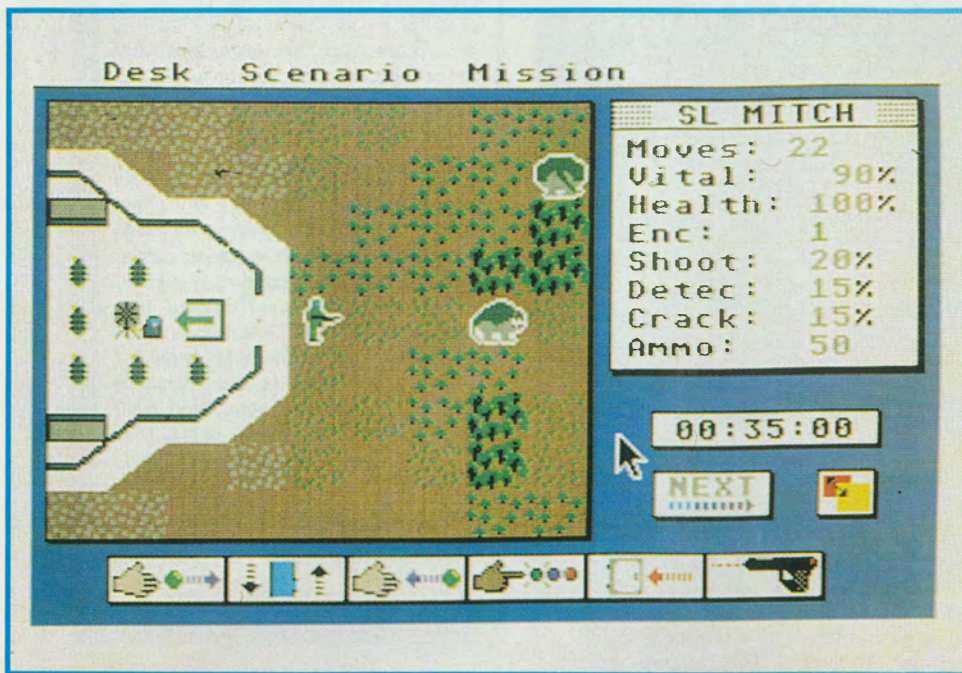 Desk Scenario Mission
SL MITCH
Moves: 22
Vital: 90%
Health: 100%
Enc: 1
Shoot: 20%
Detec: 15%
Crack: 15%
Ammo: 50
00:35:00
NEXT